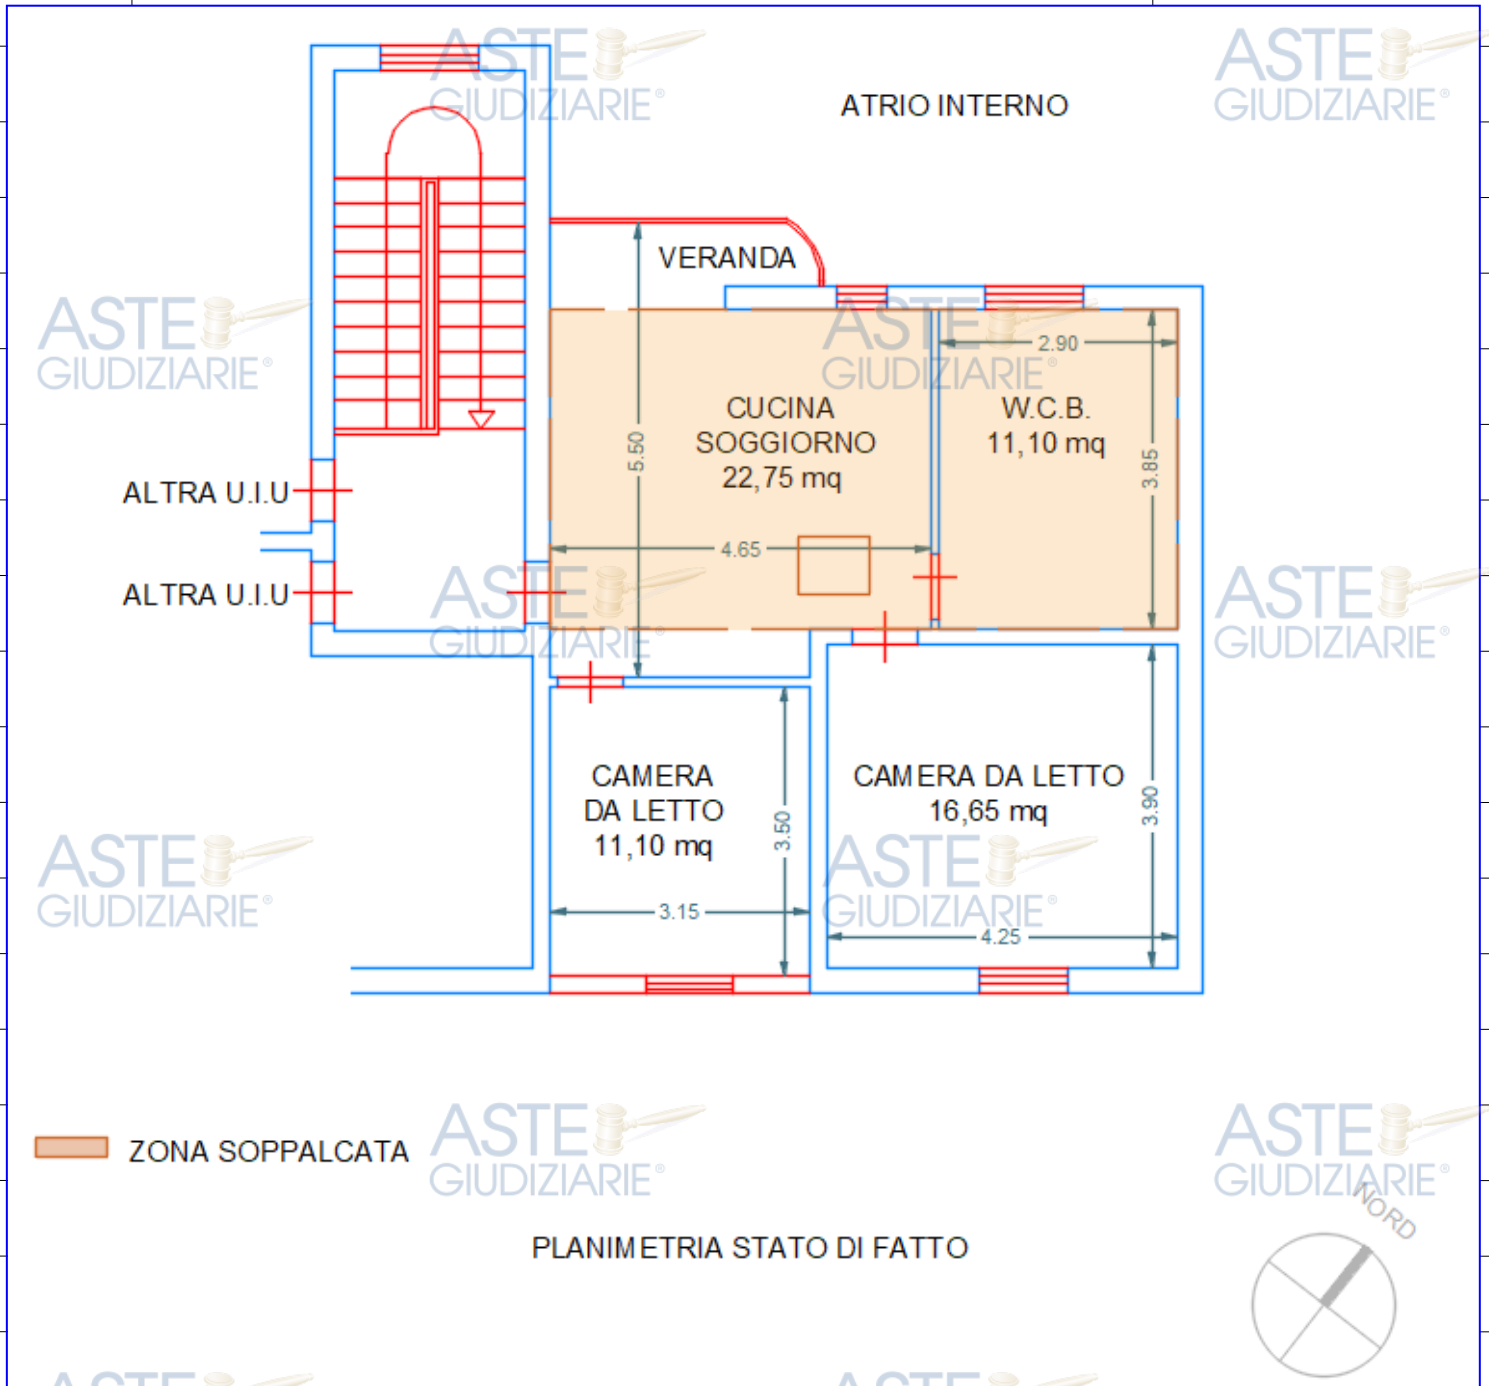 ASTE
GIUDIZIARIE®
ASTE
GIUDIZIARIE®
ATRIO INTERNO
VERANDA
ASTE
GIUDIZIARIE®
ASTE
GIUDIZIARIE®
2.90
CUCINA
SOGGIORNO
22,75 mq
W.C.B.
11,10 mq
5.50
3.85
ALTRA U.I.U
4.65
ALTRA U.I.U
ASTE
GIUDIZIARIE®
ASTE
GIUDIZIARIE®
CAMERA
DA LETTO
11,10 mq
CAMERA DA LETTO
16,65 mq
3.50
3.90
ASTE
GIUDIZIARIE®
ASTE
GIUDIZIARIE®
3.15
4.25
ZONA SOPPALCATA
ASTE
GIUDIZIARIE®
ASTE
GIUDIZIARIE®
NORD
PLANIMETRIA STATO DI FATTO
ASTE
ASTE